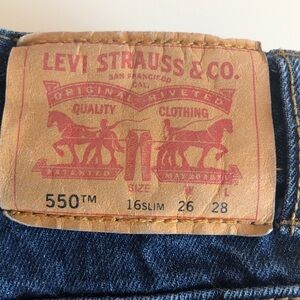 LEVI STRAUSS & CO.
SAN FRANCISCO
CAL.
ORIGINAL RIVETED
QUALITY CLOTHING
PATENTED MAY 20 1873
SIZE W L
550™ 16SLIM 26 28